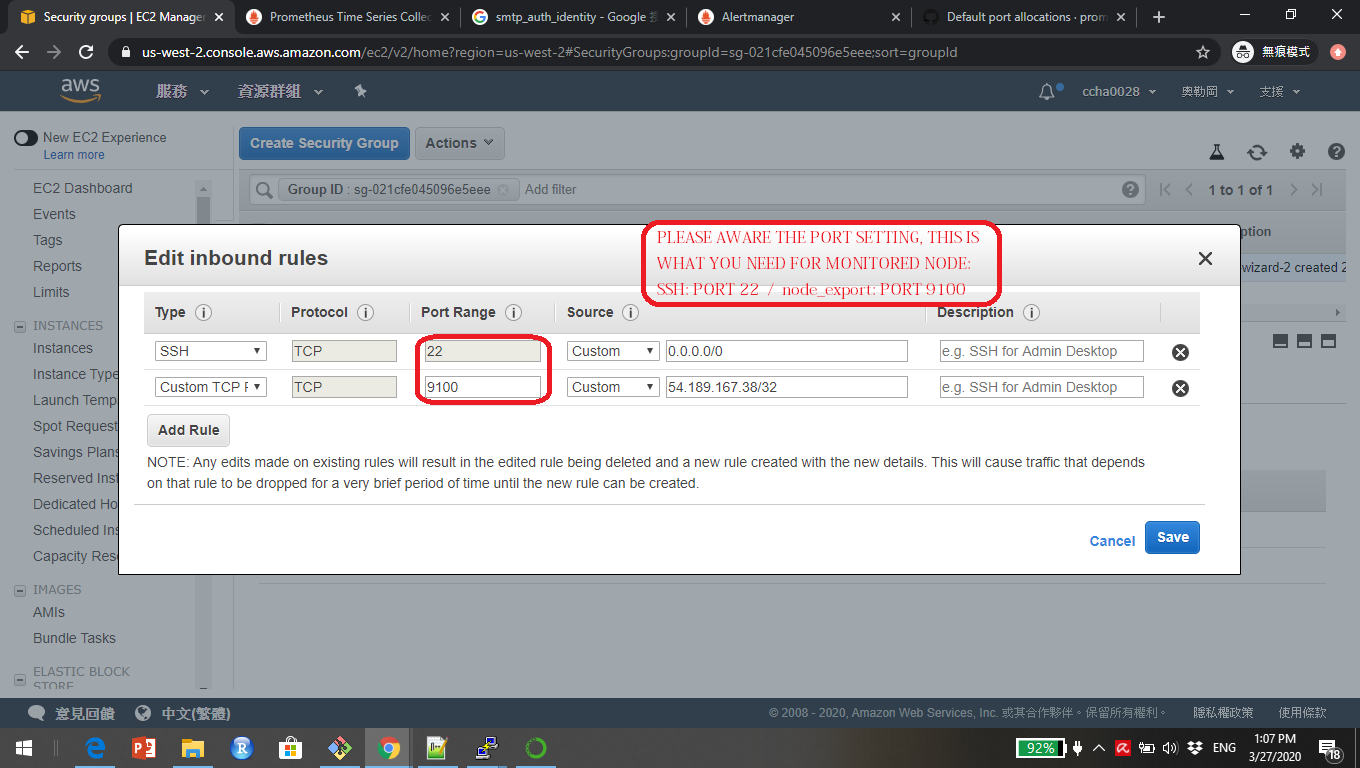 Security groups | EC2 Manager
Prometheus Time Series Collec
smtp_auth_identity - Google
Alertmanager
Default port allocations · prom
us-west-2.console.aws.amazon.com/ec2/v2/home?region=us-west-2#SecurityGroups:groupId=sg-021cfe045096e5eee;sort=groupId
無痕模式
aws
服務
資源群組
ccha0028
奧勒岡
支援
New EC2 Experience
Learn more
Create Security Group
Actions
EC2 Dashboard
Events
Tags
Reports
Limits
INSTANCES
Instances
Instance Type
Launch Temp
Spot Request
Savings Plans
Reserved Inst
Dedicated Ho
Scheduled Ins
Capacity Rese
IMAGES
AMIs
Bundle Tasks
ELASTIC BLOCK
STORE
Group ID : sg-021cfe045096e5eee
Add filter
1 to 1 of 1
ption
wizard-2 created 2
Edit inbound rules
PLEASE AWARE THE PORT SETTING, THIS IS
WHAT YOU NEED FOR MONITORED NODE:
SSH: PORT 22 / node_export: PORT 9100
Type Protocol Port Range Source Description
SSH TCP 22 Custom 0.0.0.0/0 e.g. SSH for Admin Desktop
Custom TCP F TCP 9100 Custom 54.189.167.38/32 e.g. SSH for Admin Desktop
Add Rule
NOTE: Any edits made on existing rules will result in the edited rule being deleted and a new rule created with the new details. This will cause traffic that depends
on that rule to be dropped for a very brief period of time until the new rule can be created.
Cancel
Save
意見回饋
中文(繁體)
© 2008 - 2020, Amazon Web Services, Inc. 或其合作夥伴。保留所有權利。
隱私權政策
使用條款
92%
ENG
1:07 PM
3/27/2020
18